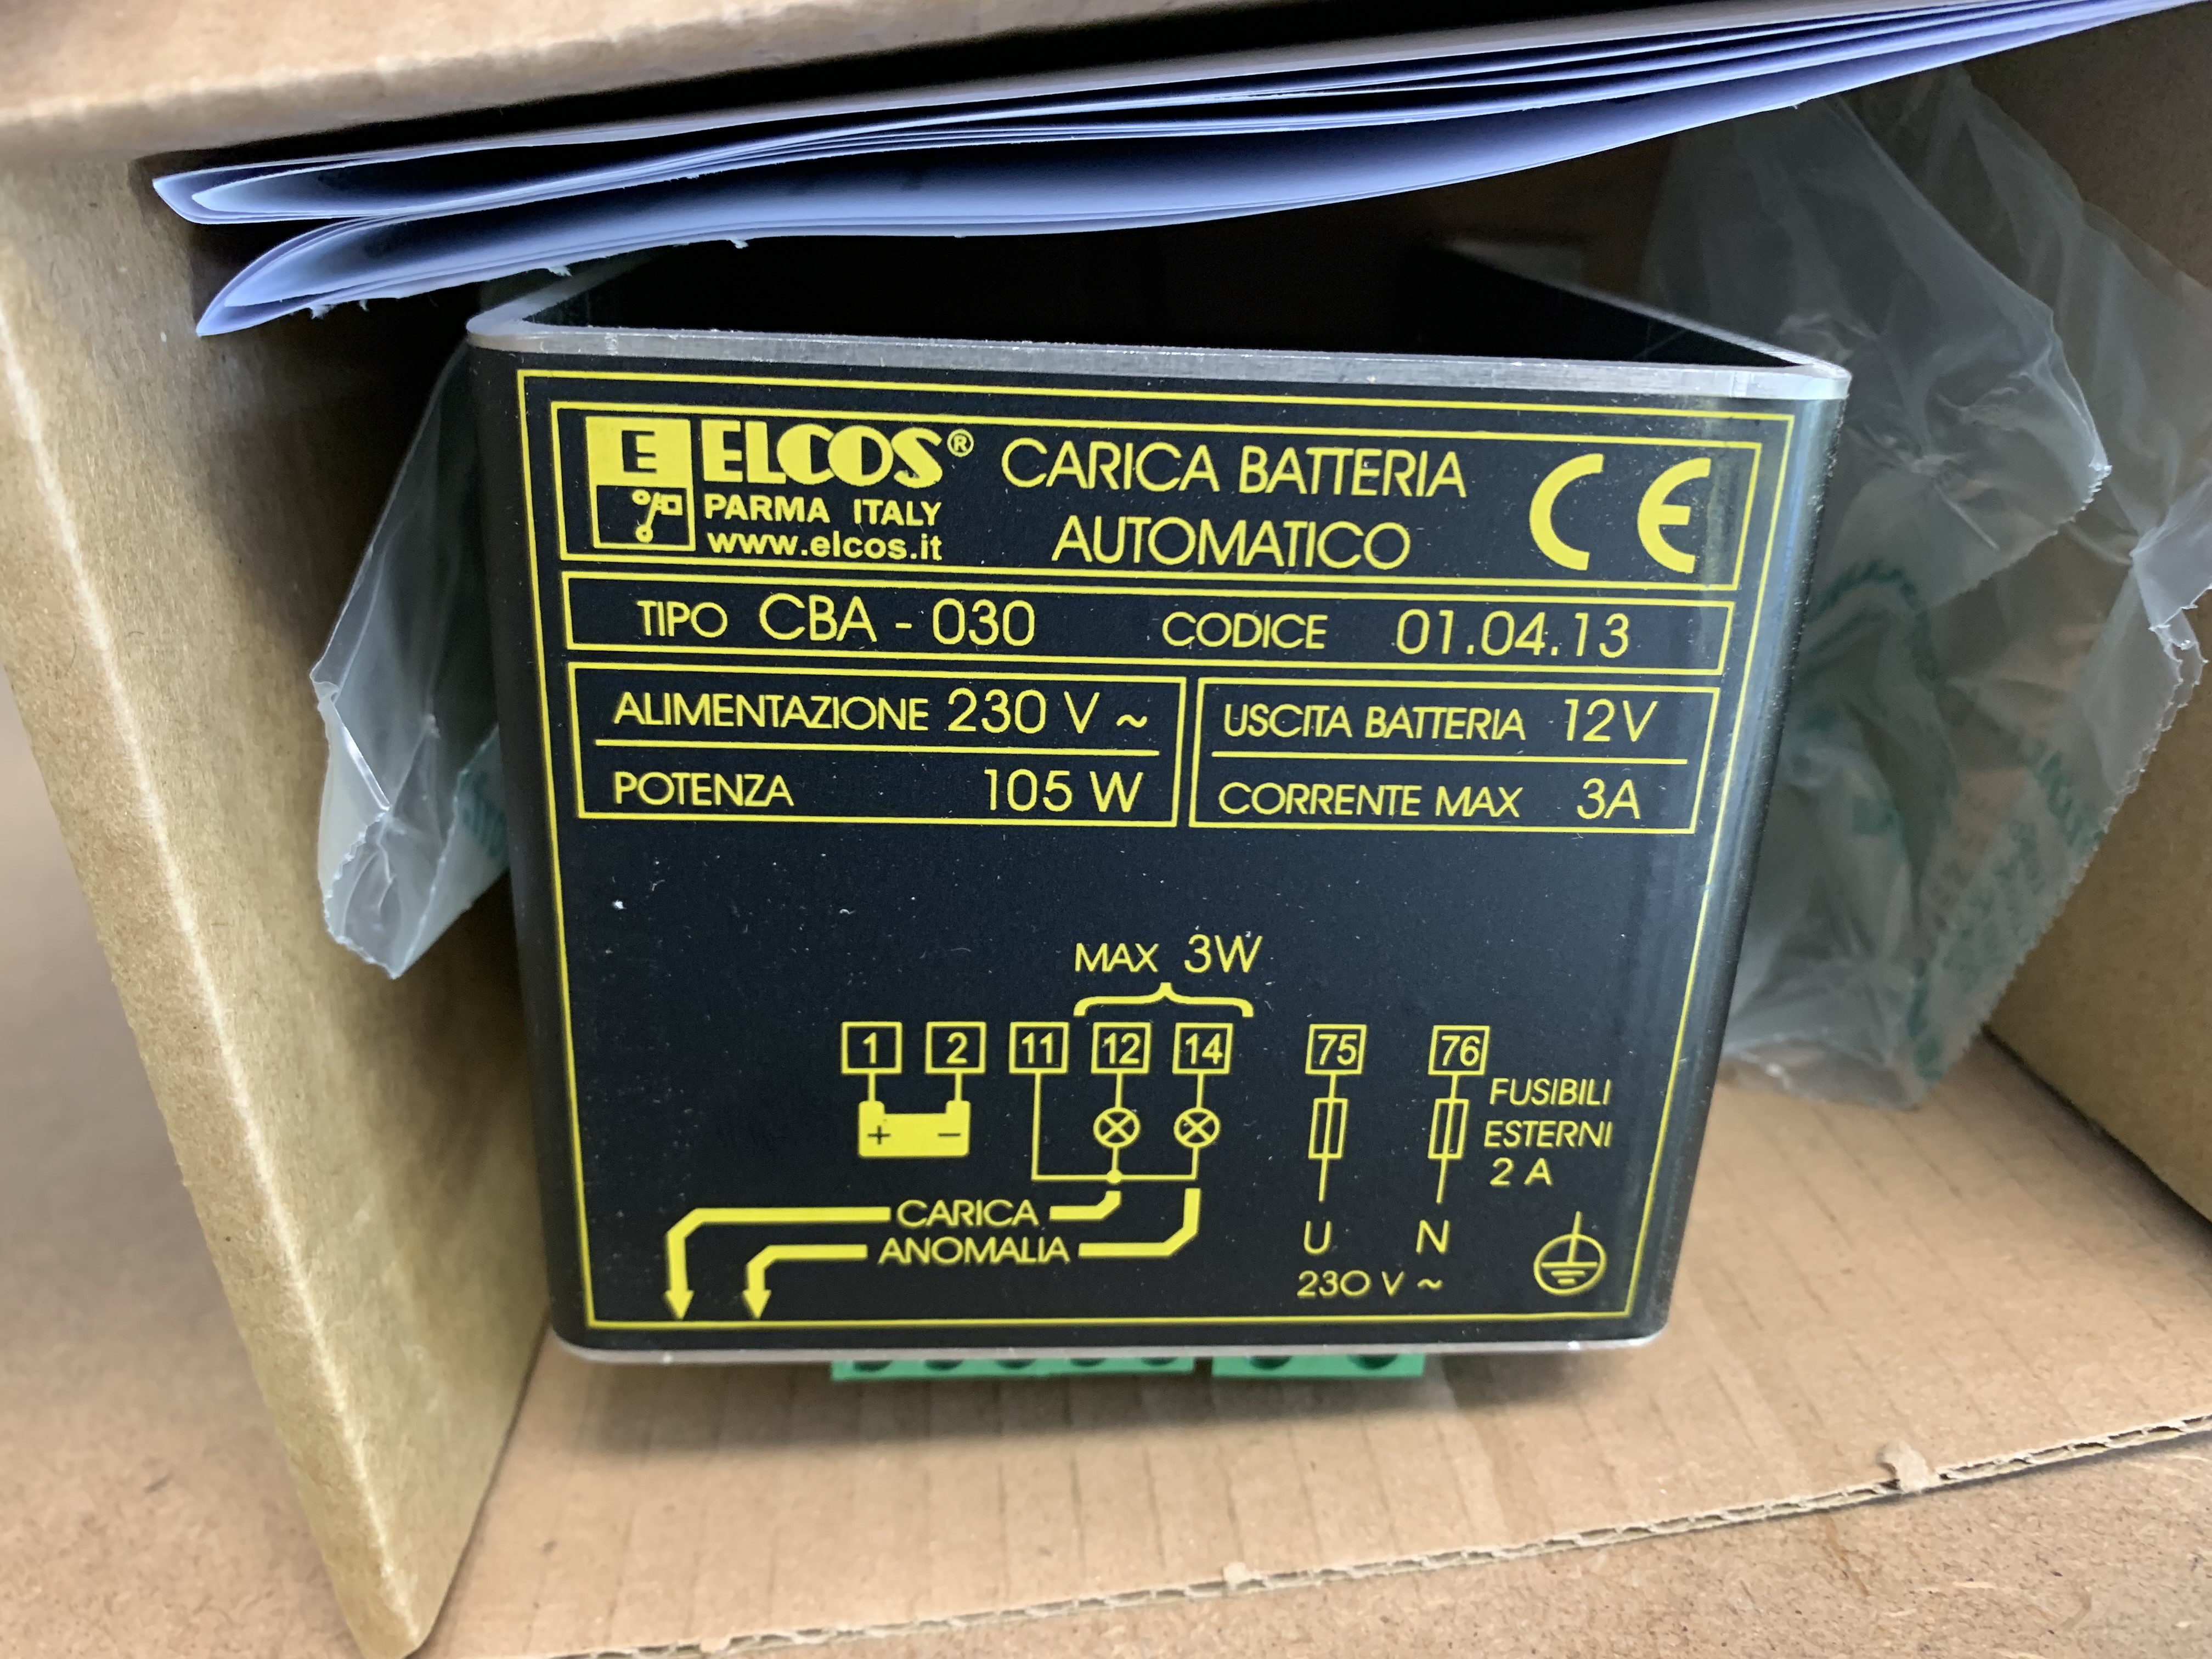 E ELCOS® CARICA BATTERIA CE
PARMA ITALY AUTOMATICO
www.elcos.it
TIPO CBA - 030 CODICE 01.04.13
ALIMENTAZIONE 230 V ~ USCITA BATTERIA 12V
POTENZA 105 W CORRENTE MAX 3A
MAX 3W
1 2 11 12 14 75 76
FUSIBILI
+ - ESTERNI
2 A
CARICA
ANOMALIA
U N
230 V ~